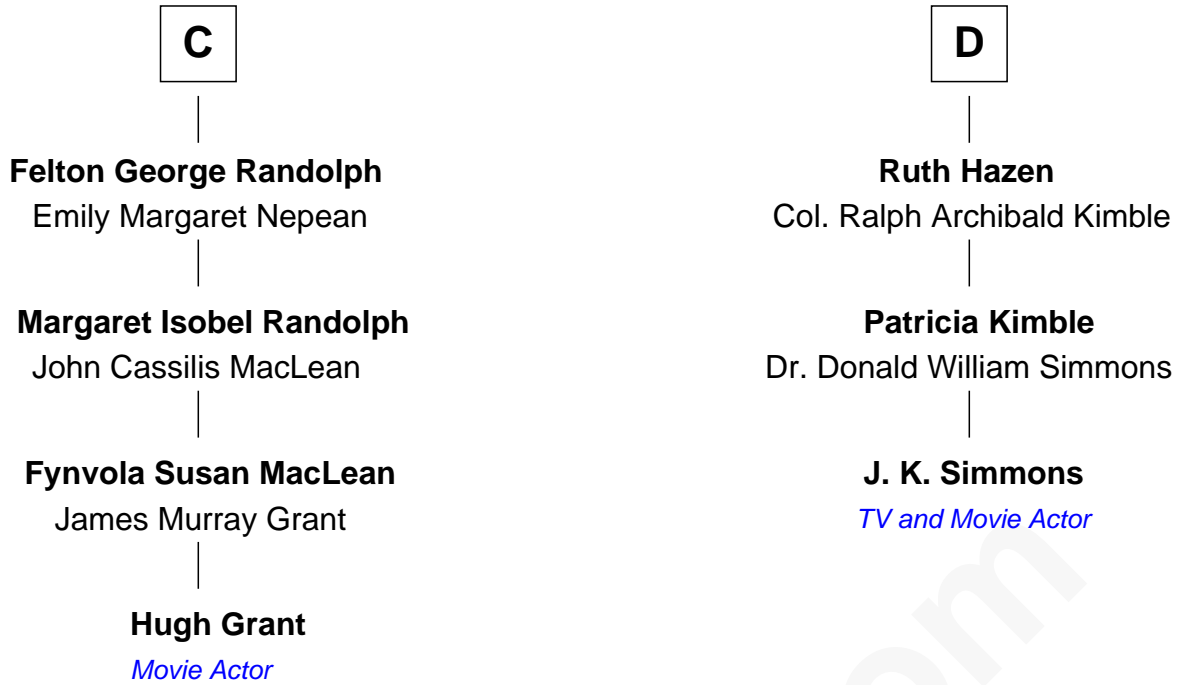 C
Felton George Randolph
Emily Margaret Nepean
Margaret Isobel Randolph
John Cassilis MacLean
Fynvola Susan MacLean
James Murray Grant
Hugh Grant
Movie Actor
D
Ruth Hazen
Col. Ralph Archibald Kimble
Patricia Kimble
Dr. Donald William Simmons
J. K. Simmons
TV and Movie Actor
om